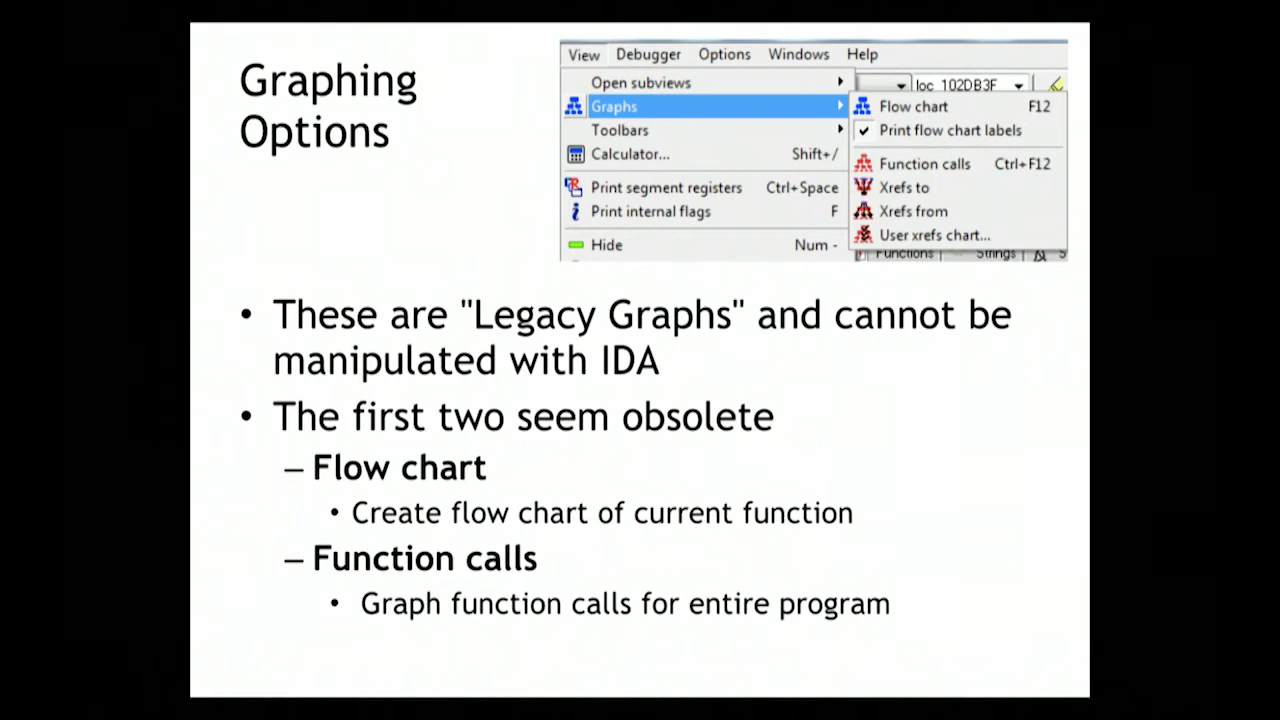 Graphing
Options
View Debugger Options Windows Help
Open subviews
loc_102DB3F
Graphs
Flow chart F12
Toolbars
Print flow chart labels
Calculator... Shift+/
Function calls Ctrl+F12
Print segment registers Ctrl+Space
Xrefs to
Print internal flags F
Xrefs from
User xrefs chart...
Hide Num -
Functions Strings
• These are "Legacy Graphs" and cannot be
manipulated with IDA
• The first two seem obsolete
– Flow chart
• Create flow chart of current function
– Function calls
• Graph function calls for entire program